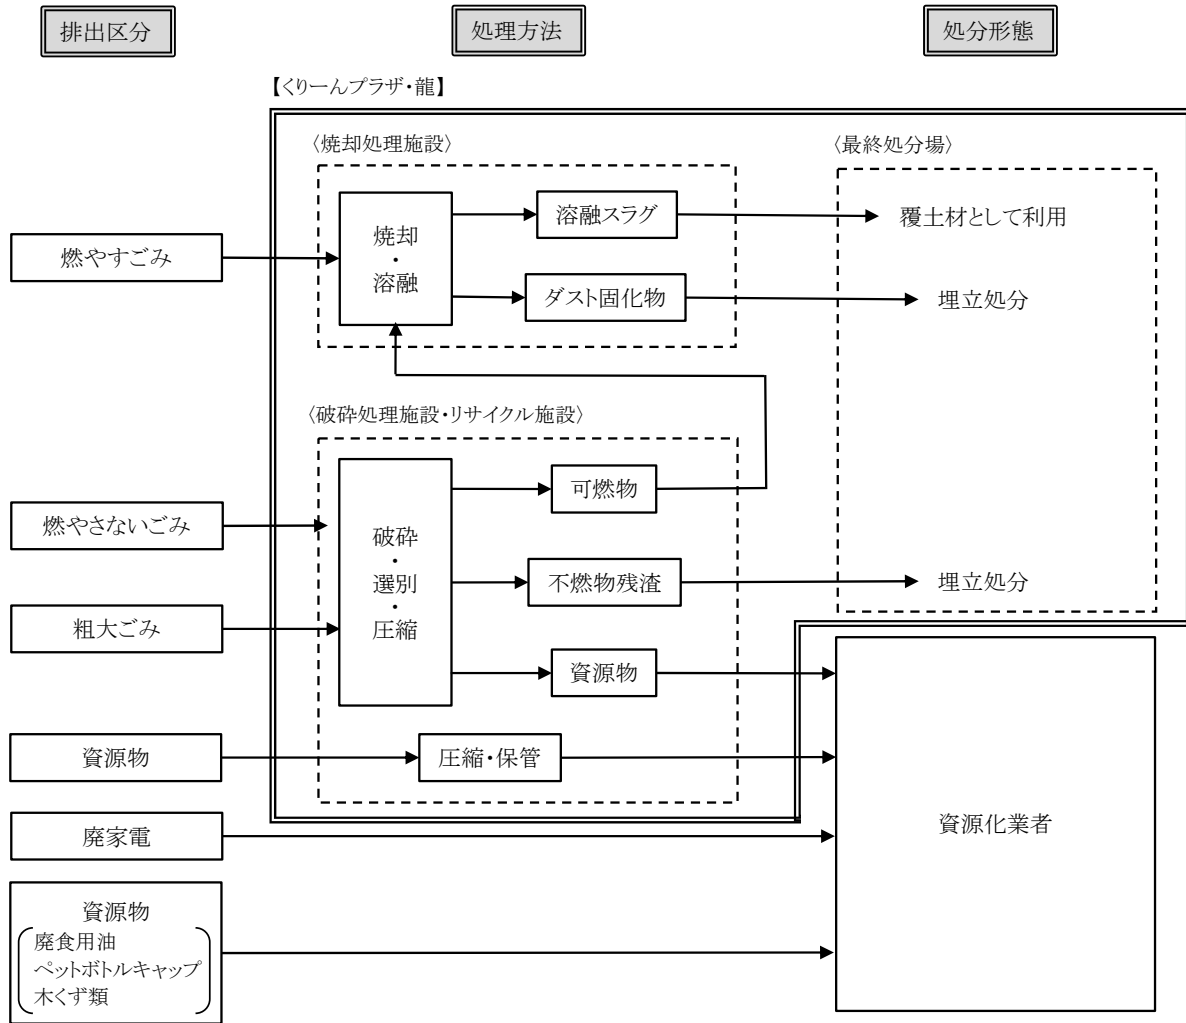 排出区分
処理方法
処分形態
【くりーんプラザ・龍】
〈焼却処理施設〉
〈最終処分場〉
燃やすごみ
焼却
・
溶融
溶融スラグ
覆土材として利用
ダスト固化物
埋立処分
〈破砕処理施設・リサイクル施設〉
燃やさないごみ
粗大ごみ
破砕
・
選別
・
圧縮
可燃物
不燃物残渣
埋立処分
資源物
資源物
圧縮・保管
廃家電
資源化業者
資源物
廃食用油
ペットボトルキャップ
木くず類